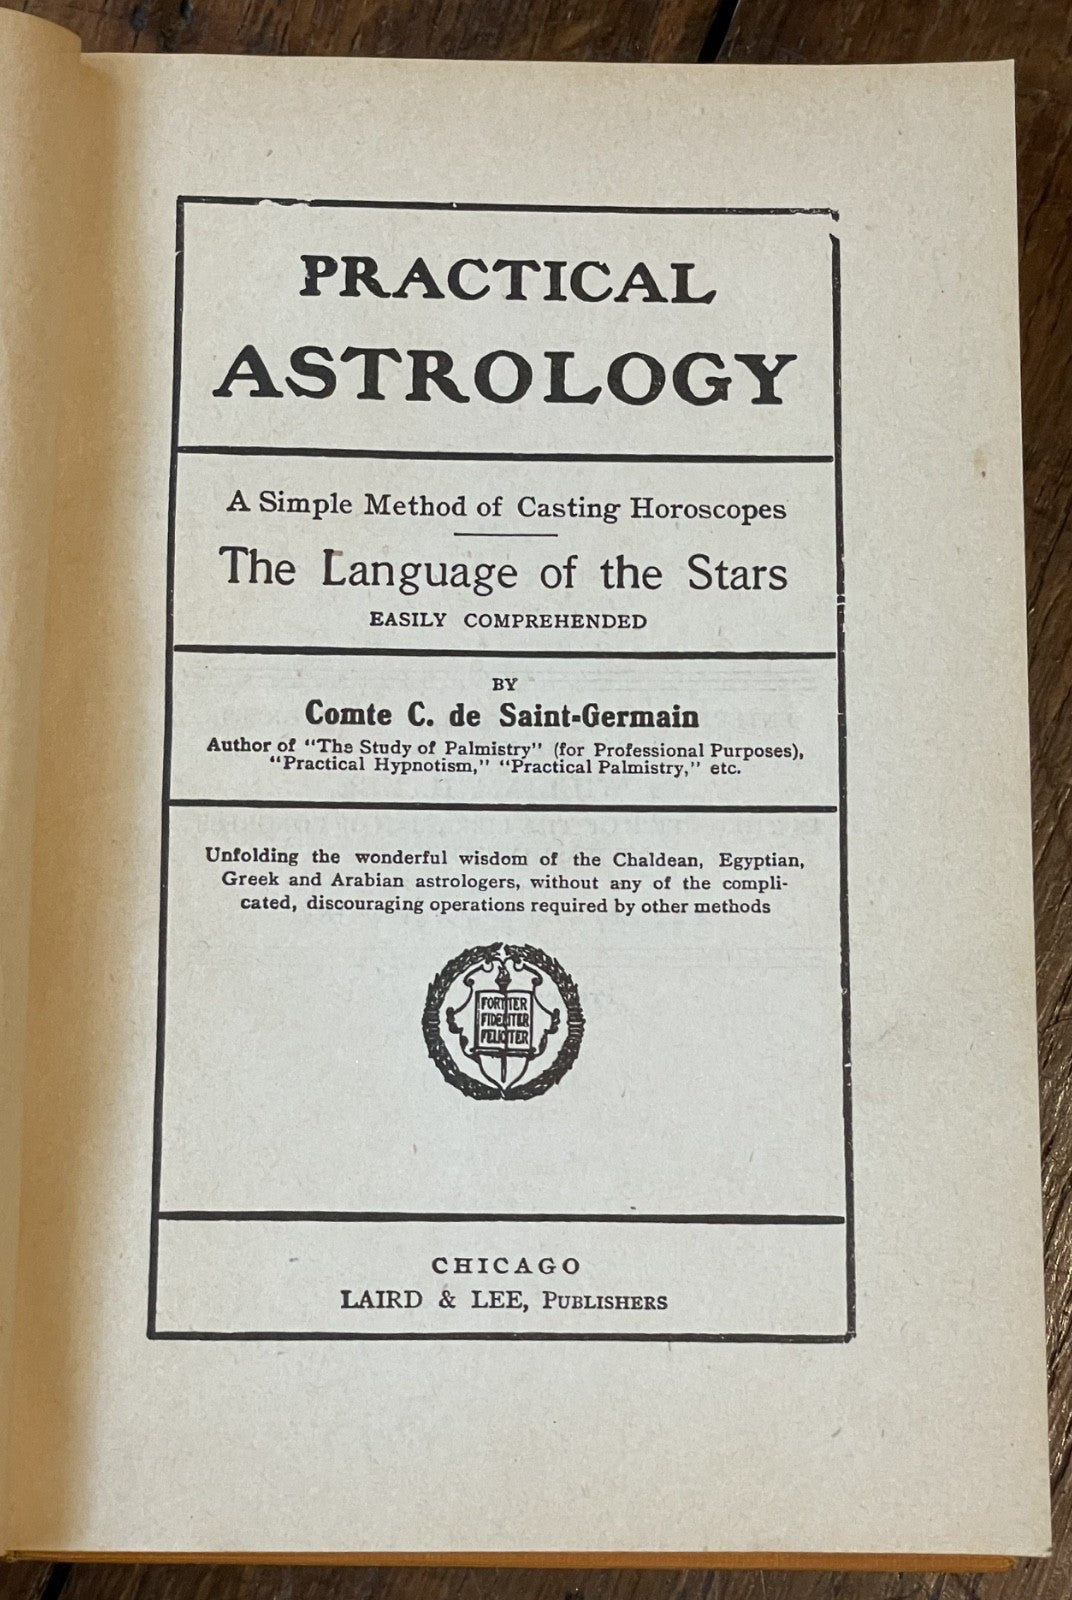 PRACTICAL
ASTROLOGY
A Simple Method of Casting Horoscopes
The Language of the Stars
EASILY COMPREHENDED
BY
Comte C. de Saint-Germain
Author of "The Study of Palmistry" (for Professional Purposes),
"Practical Hypnotism," "Practical Palmistry," etc.
Unfolding the wonderful wisdom of the Chaldean, Egyptian,
Greek and Arabian astrologers, without any of the compli-
cated, discouraging operations required by other methods
FORTITER
FIDELITER
FELICITER
CHICAGO
LAIRD & LEE, PUBLISHERS